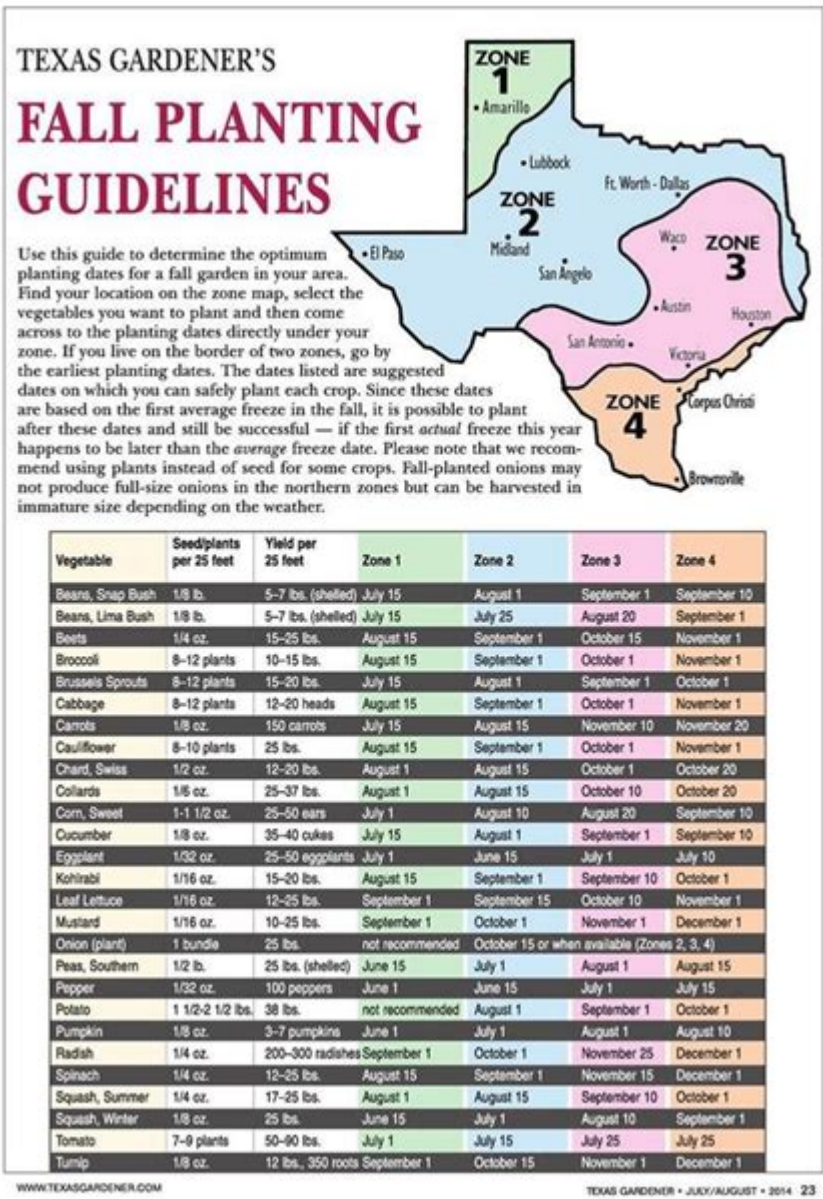 TEXAS GARDENER'S
FALL PLANTING
GUIDELINES
Use this guide to determine the optimum
planting dates for a fall garden in your area.
Find your location on the zone map, select the
vegetables you want to plant and then come
across to the planting dates directly under your
zone. If you live on the border of two zones, go by
the earliest planting dates. The dates listed are suggested
dates on which you can safely plant each crop. Since these dates
are based on the first average freeze in the fall, it is possible to plant
after these dates and still be successful — if the first actual freeze this year
happens to be later than the average freeze date. Please note that we recom-
mend using plants instead of seed for some crops. Fall-planted onions may
not produce full-size onions in the northern zones but can be harvested in
immature size depending on the weather.
ZONE
1
Amarillo
Lubbock
Ft. Worth - Dallas
ZONE
2
Midland
El Paso
San Angelo
Waco
ZONE
3
Austin
Houston
San Antonio
Victoria
ZONE
4
Corpus Christi
Brownsville
Vegetable Seed/plants per 25 feet Yield per 25 feet Zone 1 Zone 2 Zone 3 Zone 4
Beans, Snap Bush 1/8 lb. 5–7 lbs. (shelled) July 15 August 1 September 1 September 10
Beans, Lima Bush 1/8 lb. 5–7 lbs. (shelled) July 15 July 25 August 20 September 1
Beets 1/4 oz. 15–25 lbs. August 15 September 1 October 15 November 1
Broccoli 8–12 plants 10–15 lbs. August 15 September 1 October 1 November 1
Brussels Sprouts 8–12 plants 15–20 lbs. July 15 August 1 September 1 October 1
Cabbage 8–12 plants 12–20 heads August 15 September 1 October 1 November 1
Carrots 1/8 oz. 150 carrots July 15 August 15 November 10 November 20
Cauliflower 8–10 plants 25 lbs. August 15 September 1 October 1 November 1
Chard, Swiss 1/2 oz. 12–20 lbs. August 1 August 15 October 1 October 20
Collards 1/6 oz. 25–37 lbs. August 1 August 15 October 10 October 20
Corn, Sweet 1-1 1/2 oz. 25–50 ears July 1 August 10 August 20 September 10
Cucumber 1/8 oz. 35–40 cukes July 15 August 1 September 1 September 10
Eggplant 1/32 oz. 25–50 eggplants July 1 June 15 July 1 July 10
Kohlrabi 1/16 oz. 15–20 lbs. August 15 September 1 September 10 October 1
Leaf Lettuce 1/16 oz. 12–25 lbs. September 1 September 15 October 10 November 1
Mustard 1/16 oz. 10–25 lbs. September 1 October 1 November 1 December 1
Onion (plant) 1 bundle 25 lbs. not recommended October 15 or when available (Zones 2, 3, 4)
Peas, Southern 1/2 lb. 25 lbs. (shelled) June 15 July 1 August 1 August 15
Pepper 1/32 oz. 100 peppers June 1 June 15 July 1 July 15
Potato 1 1/2-2 1/2 lbs. 38 lbs. not recommended August 1 September 1 October 1
Pumpkin 1/8 oz. 3–7 pumpkins June 1 July 1 August 1 August 10
Radish 1/4 oz. 200–300 radishes September 1 October 1 November 25 December 1
Spinach 1/4 oz. 12–25 lbs. August 15 September 1 November 15 December 1
Squash, Summer 1/4 oz. 17–25 lbs. August 1 August 15 September 10 October 1
Squash, Winter 1/8 oz. 25 lbs. June 15 July 1 August 10 September 1
Tomato 7–9 plants 50–90 lbs. July 1 July 15 July 25 July 25
Turnip 1/8 oz. 12 lbs., 350 roots September 1 October 15 November 1 December 1
WWW.TEXASGARDENER.COM
TEXAS GARDENER • JULY/AUGUST • 2014 23